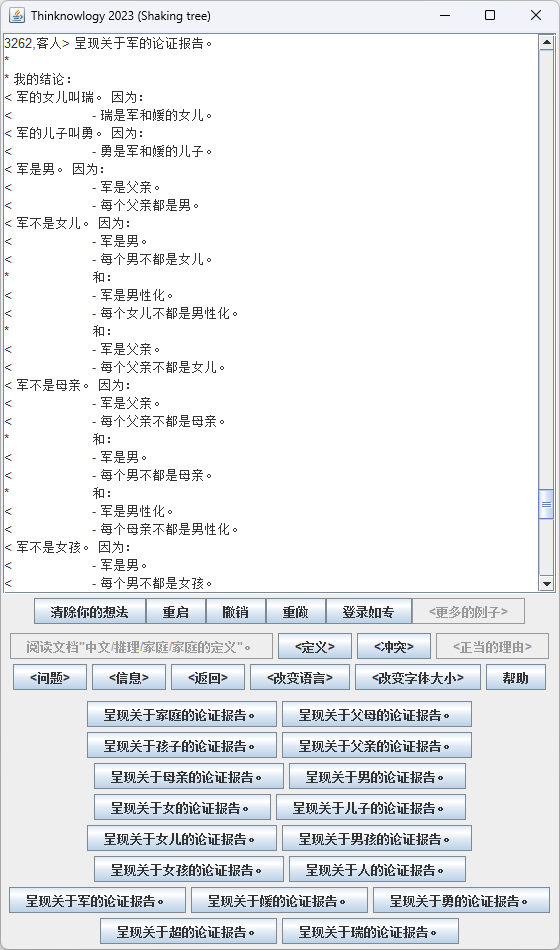 Thinknowlogy 2023 (Shaking tree)
3262,客人> 呈现关于军的论证报告。
*
* 我的结论：
< 军的女儿叫瑞。 因为：
< - 瑞是军和媛的女儿。
< 军的儿子叫勇。 因为：
< - 勇是军和媛的儿子。
< 军是男。 因为：
< - 军是父亲。
< - 每个父亲都是男。
< 军不是女儿。 因为：
< - 军是男。
< - 每个男不都是女儿。
* 和：
< - 军是男性化。
< - 每个女儿不都是男性化。
* 和：
< - 军是父亲。
< - 每个父亲不都是女儿。
< 军不是母亲。 因为：
< - 军是父亲。
< - 每个父亲不都是母亲。
* 和：
< - 军是男。
< - 每个男不都是母亲。
* 和：
< - 军是男性化。
< - 每个母亲不都是男性化。
< 军不是女孩。 因为：
< - 军是男。
< - 每个男不都是女孩。
清除你的想法 重启 撤销 重做 登录如专 <更多的例子>
阅读文档"中文/推理/家庭/家庭的定义"。 <定义> <冲突> <正当的理由>
<问题> <信息> <返回> <改变语言> <改变字体大小> 帮助
呈现关于家庭的论证报告。 呈现关于父母的论证报告。
呈现关于孩子的论证报告。 呈现关于父亲的论证报告。
呈现关于母亲的论证报告。 呈现关于男的论证报告。
呈现关于女的论证报告。 呈现关于儿子的论证报告。
呈现关于女儿的论证报告。 呈现关于男孩的论证报告。
呈现关于女孩的论证报告。 呈现关于人的论证报告。
呈现关于军的论证报告。 呈现关于媛的论证报告。 呈现关于勇的论证报告。
呈现关于超的论证报告。 呈现关于瑞的论证报告。